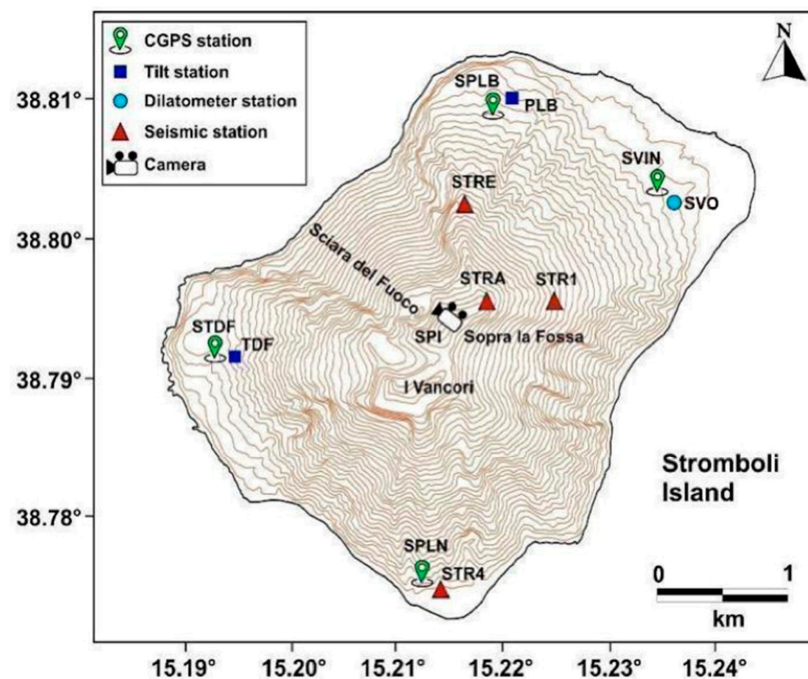 CGPS station
Tilt station
Dilatometer station
Seismic station
Camera
N
38.81°
38.80°
38.79°
38.78°
SPLB
PLB
SVIN
SVO
STRE
Sciara del Fuoco
STRA
STR1
SPI
Sopra la Fossa
STDF
TDF
I Vancori
Stromboli
Island
SPLN
STR4
0
1
km
15.19°
15.20°
15.21°
15.22°
15.23°
15.24°